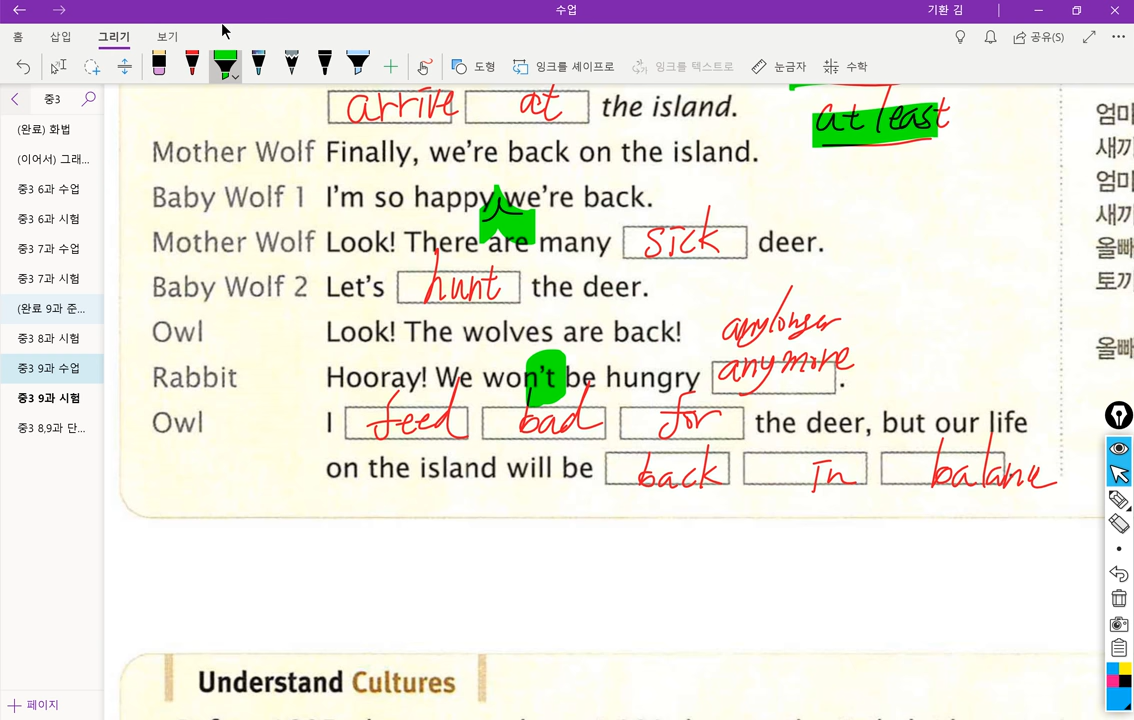 수업
기환 김
홈 삽입 그리기 보기
공유(S)
도형 잉크를 셰이프로 잉크를 텍스트로 눈금자 수학
중3
(완료) 화법
(이어서) 그래...
중3 6과 수업
중3 6과 시험
중3 7과 수업
중3 7과 시험
(완료 9과 준...
중3 8과 시험
중3 9과 수업
중3 9과 시험
중3 8,9과 단...
페이지
arrive at the island.
at least
Mother Wolf Finally, we're back on the island.
Baby Wolf 1 I'm so happy we're back.
Mother Wolf Look! There are many sick deer.
Baby Wolf 2 Let's hunt the deer.
Owl Look! The wolves are back!
any longer
Rabbit Hooray! We won't be hungry anymore.
Owl I feed bad for the deer, but our life
on the island will be back in balance
엄마
새끼
엄마
새끼
올빼
토끼
올빼
Understand Cultures